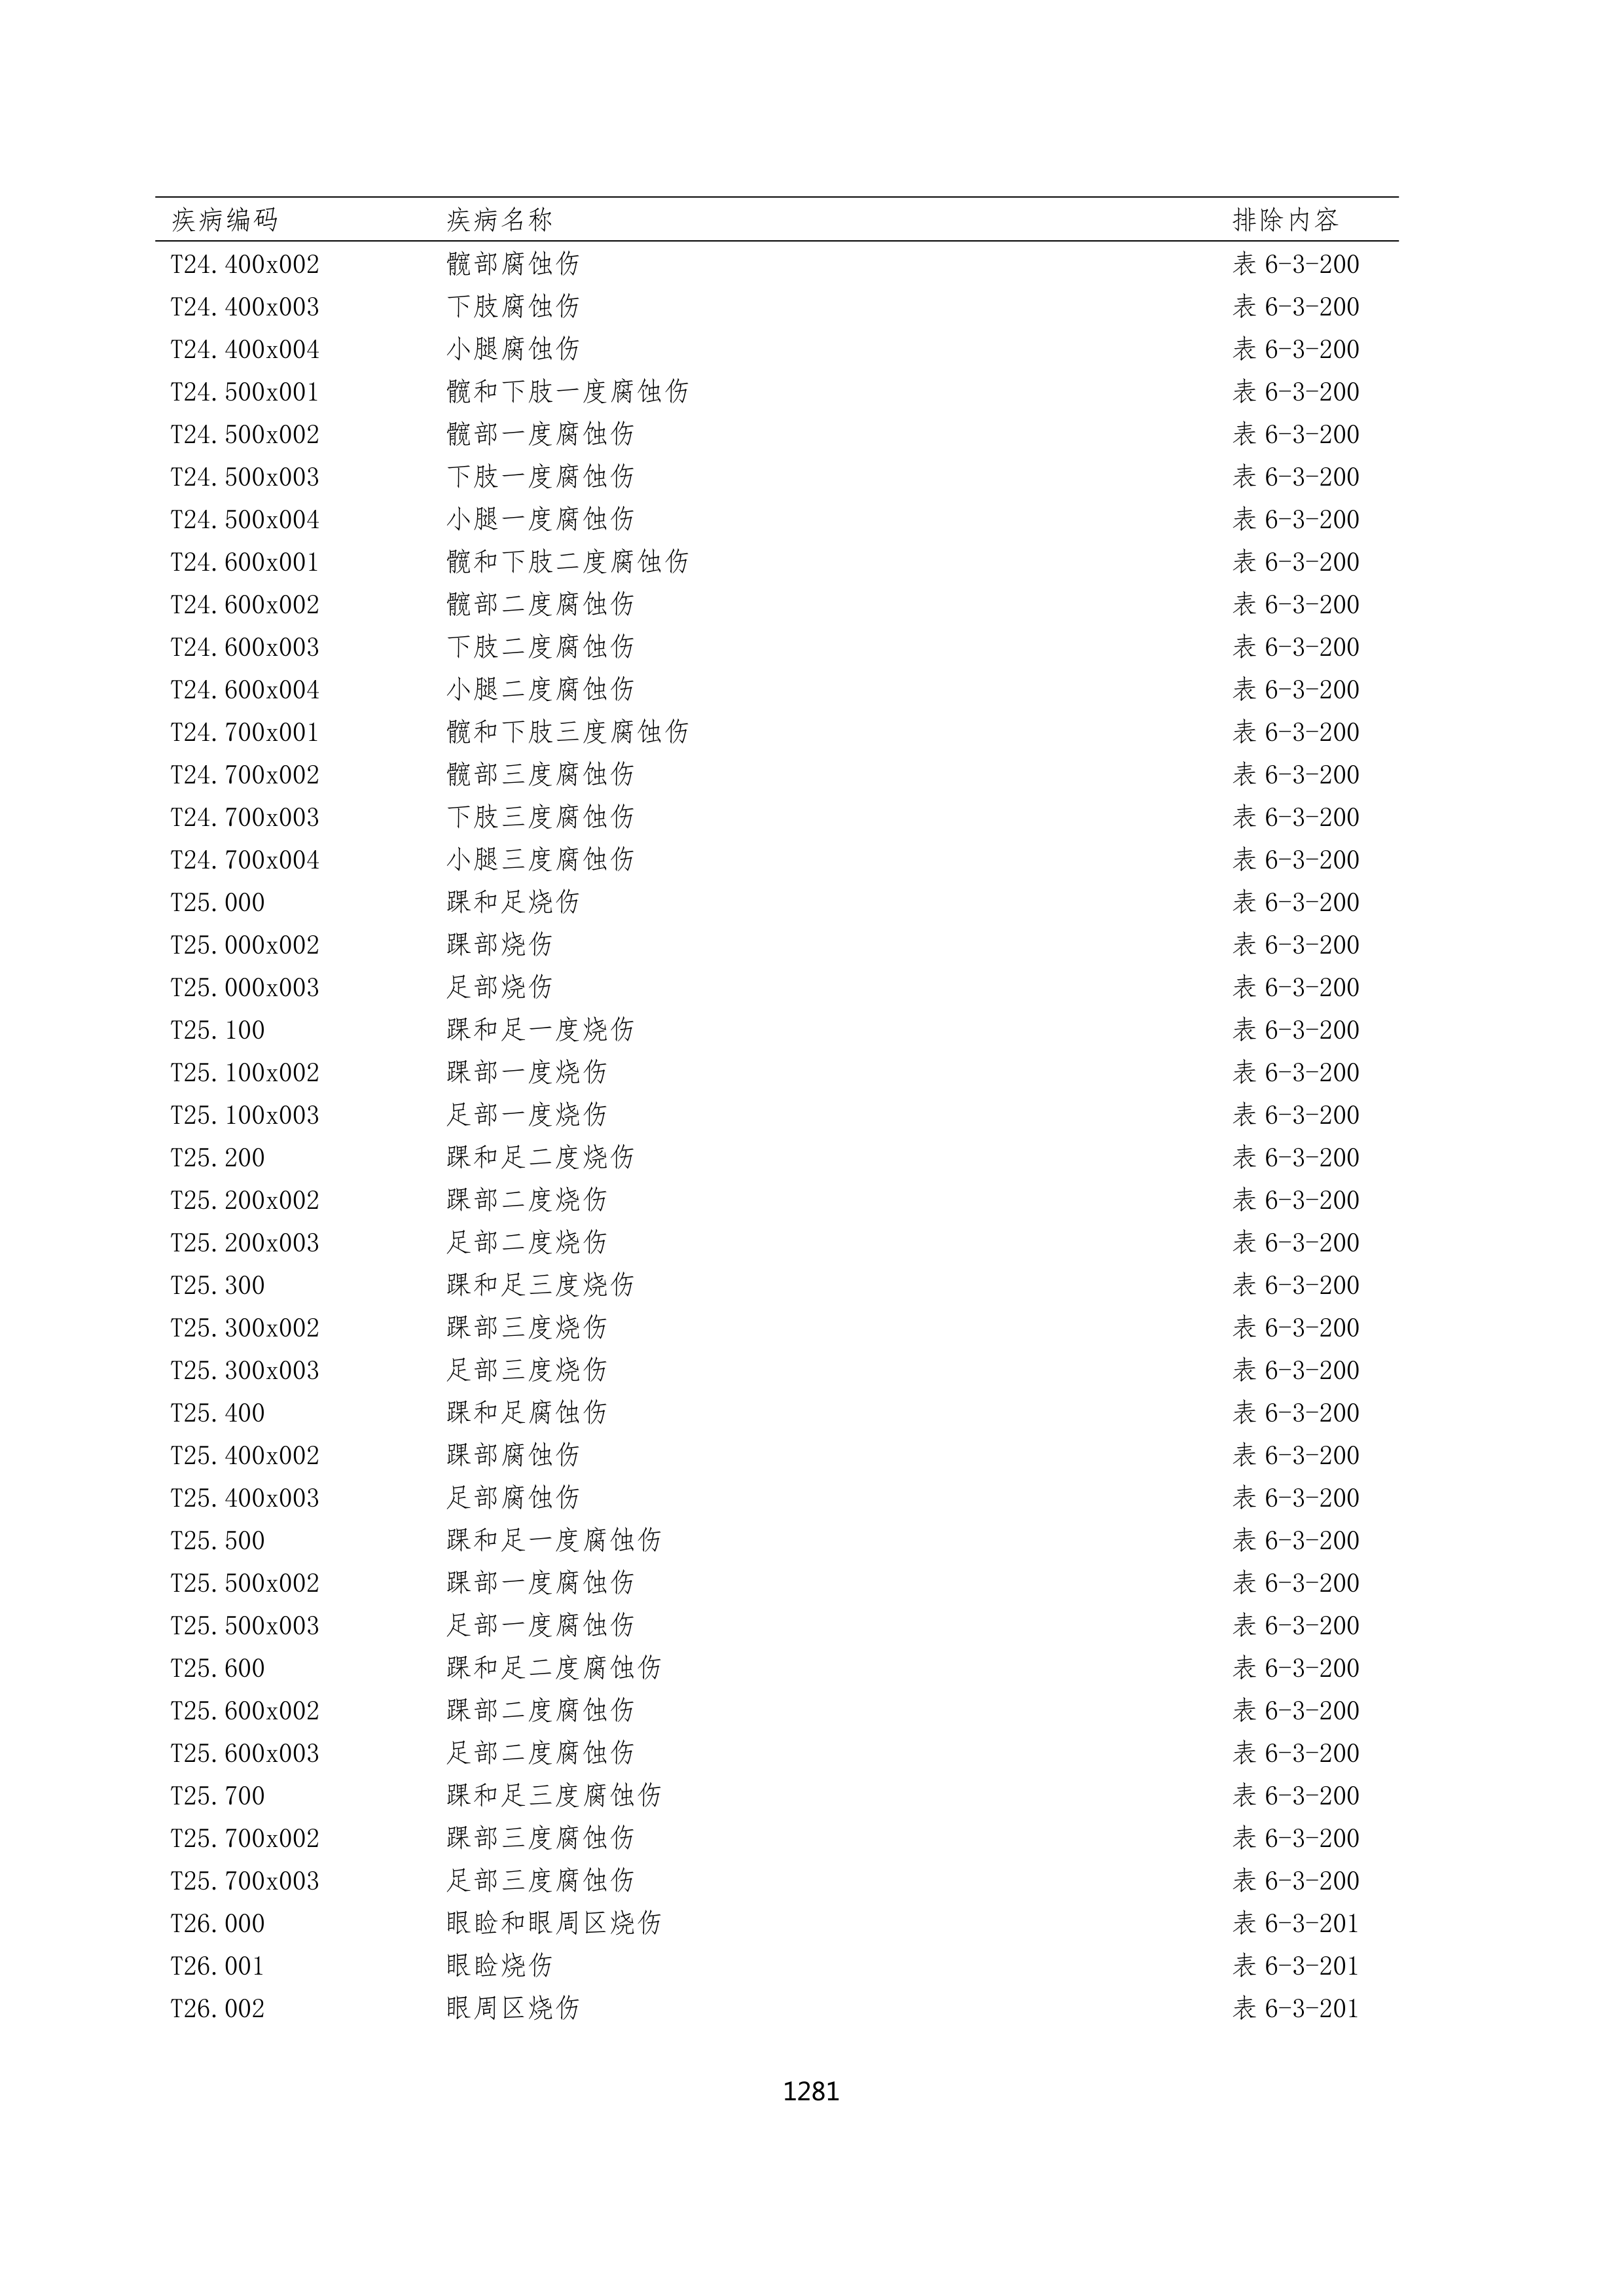 疾病编码 疾病名称 排除内容
T24.400x002 髋部腐蚀伤 表 6-3-200
T24.400x003 下肢腐蚀伤 表 6-3-200
T24.400x004 小腿腐蚀伤 表 6-3-200
T24.500x001 髋和下肢一度腐蚀伤 表 6-3-200
T24.500x002 髋部一度腐蚀伤 表 6-3-200
T24.500x003 下肢一度腐蚀伤 表 6-3-200
T24.500x004 小腿一度腐蚀伤 表 6-3-200
T24.600x001 髋和下肢二度腐蚀伤 表 6-3-200
T24.600x002 髋部二度腐蚀伤 表 6-3-200
T24.600x003 下肢二度腐蚀伤 表 6-3-200
T24.600x004 小腿二度腐蚀伤 表 6-3-200
T24.700x001 髋和下肢三度腐蚀伤 表 6-3-200
T24.700x002 髋部三度腐蚀伤 表 6-3-200
T24.700x003 下肢三度腐蚀伤 表 6-3-200
T24.700x004 小腿三度腐蚀伤 表 6-3-200
T25.000 踝和足烧伤 表 6-3-200
T25.000x002 踝部烧伤 表 6-3-200
T25.000x003 足部烧伤 表 6-3-200
T25.100 踝和足一度烧伤 表 6-3-200
T25.100x002 踝部一度烧伤 表 6-3-200
T25.100x003 足部一度烧伤 表 6-3-200
T25.200 踝和足二度烧伤 表 6-3-200
T25.200x002 踝部二度烧伤 表 6-3-200
T25.200x003 足部二度烧伤 表 6-3-200
T25.300 踝和足三度烧伤 表 6-3-200
T25.300x002 踝部三度烧伤 表 6-3-200
T25.300x003 足部三度烧伤 表 6-3-200
T25.400 踝和足腐蚀伤 表 6-3-200
T25.400x002 踝部腐蚀伤 表 6-3-200
T25.400x003 足部腐蚀伤 表 6-3-200
T25.500 踝和足一度腐蚀伤 表 6-3-200
T25.500x002 踝部一度腐蚀伤 表 6-3-200
T25.500x003 足部一度腐蚀伤 表 6-3-200
T25.600 踝和足二度腐蚀伤 表 6-3-200
T25.600x002 踝部二度腐蚀伤 表 6-3-200
T25.600x003 足部二度腐蚀伤 表 6-3-200
T25.700 踝和足三度腐蚀伤 表 6-3-200
T25.700x002 踝部三度腐蚀伤 表 6-3-200
T25.700x003 足部三度腐蚀伤 表 6-3-200
T26.000 眼睑和眼周区烧伤 表 6-3-201
T26.001 眼睑烧伤 表 6-3-201
T26.002 眼周区烧伤 表 6-3-201
1281